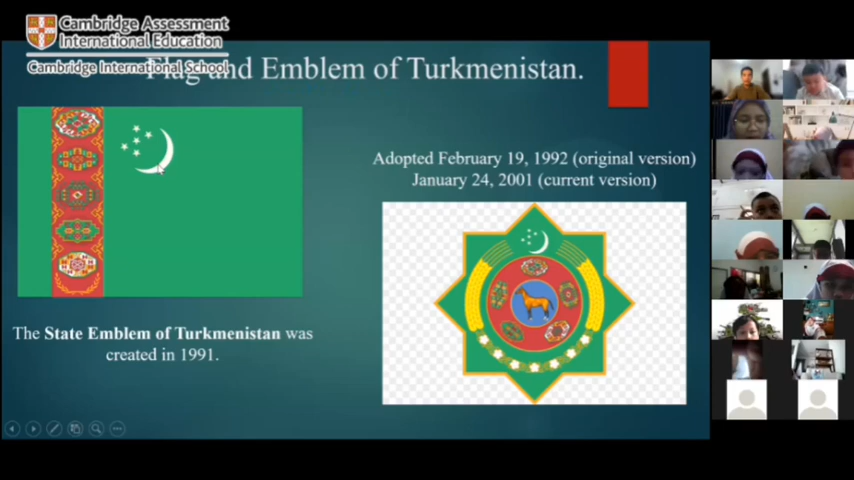 Cambridge Assessment
International Education
Cambridge International School
Flag and Emblem of Turkmenistan.
Adopted February 19, 1992 (original version)
January 24, 2001 (current version)
The State Emblem of Turkmenistan was
created in 1991.